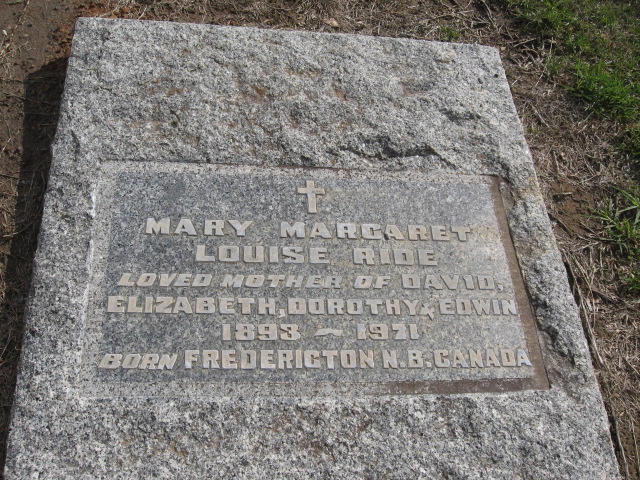 MARY MARGARET
LOUISE RIDE
LOVED MOTHER OF DAVID,
ELIZABETH, DOROTHY, EDWIN
1893 - 1971
BORN FREDERICTON N.B. CANADA